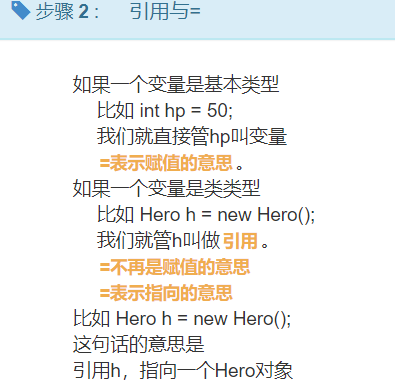 步骤 2 : 引用与=
如果一个变量是基本类型
比如 int hp = 50;
我们就直接管hp叫变量
=表示赋值的意思。
如果一个变量是类类型
比如 Hero h = new Hero();
我们就管h叫做引用。
=不再是赋值的意思
=表示指向的意思
比如 Hero h = new Hero();
这句话的意思是
引用h，指向一个Hero对象